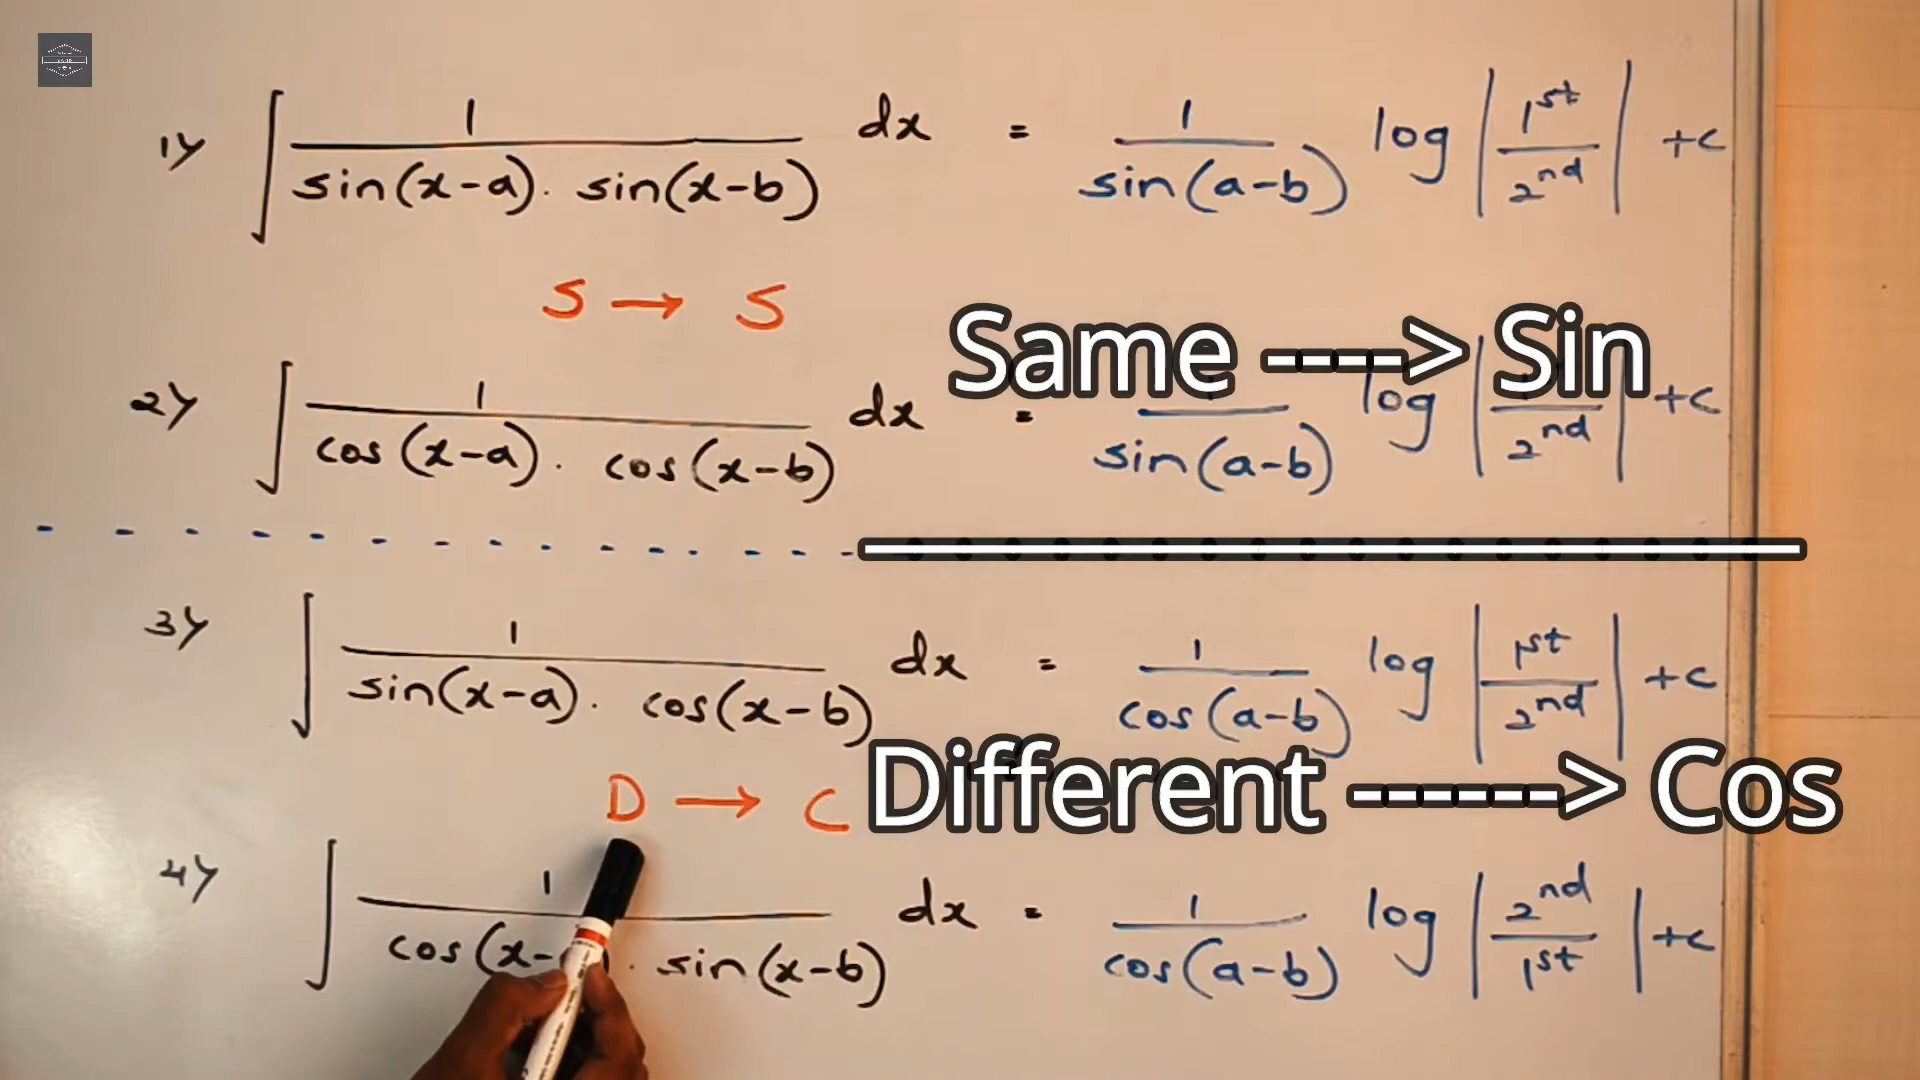 1) ∫ 1 / sin(x-a). sin(x-b) dx = 1 / sin(a-b) log | 1st / 2nd | +c
S → S
Same ----> Sin
2) ∫ 1 / cos(x-a). cos(x-b) dx = 1 / sin(a-b) log | / 2nd | +c
3) ∫ 1 / sin(x-a). cos(x-b) dx = 1 / cos(a-b) log | 1st / 2nd | +c
D → C
Different ------> Cos
4) ∫ 1 / cos(x- . sin(x-b) dx = 1 / cos(a-b) log | 2nd / 1st | +c